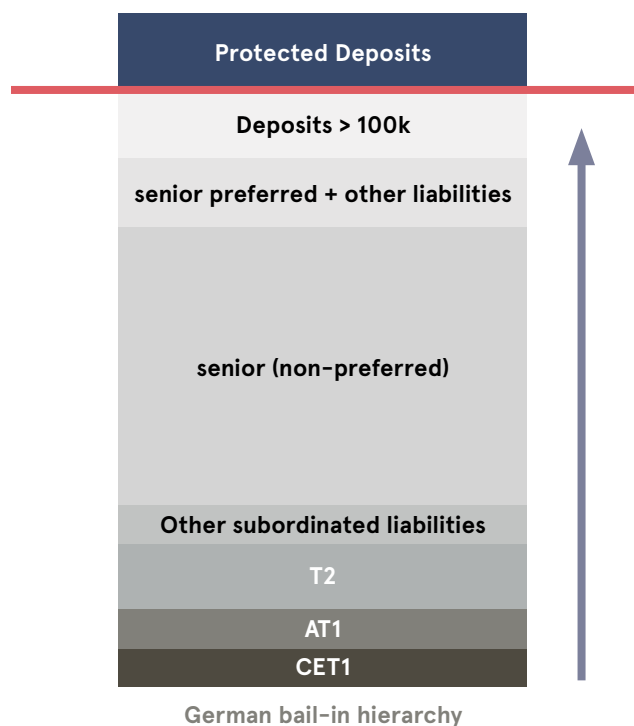 Protected Deposits
Deposits > 100k
senior preferred + other liabilities
senior (non-preferred)
Other subordinated liabilities
T2
AT1
CET1
German bail-in hierarchy